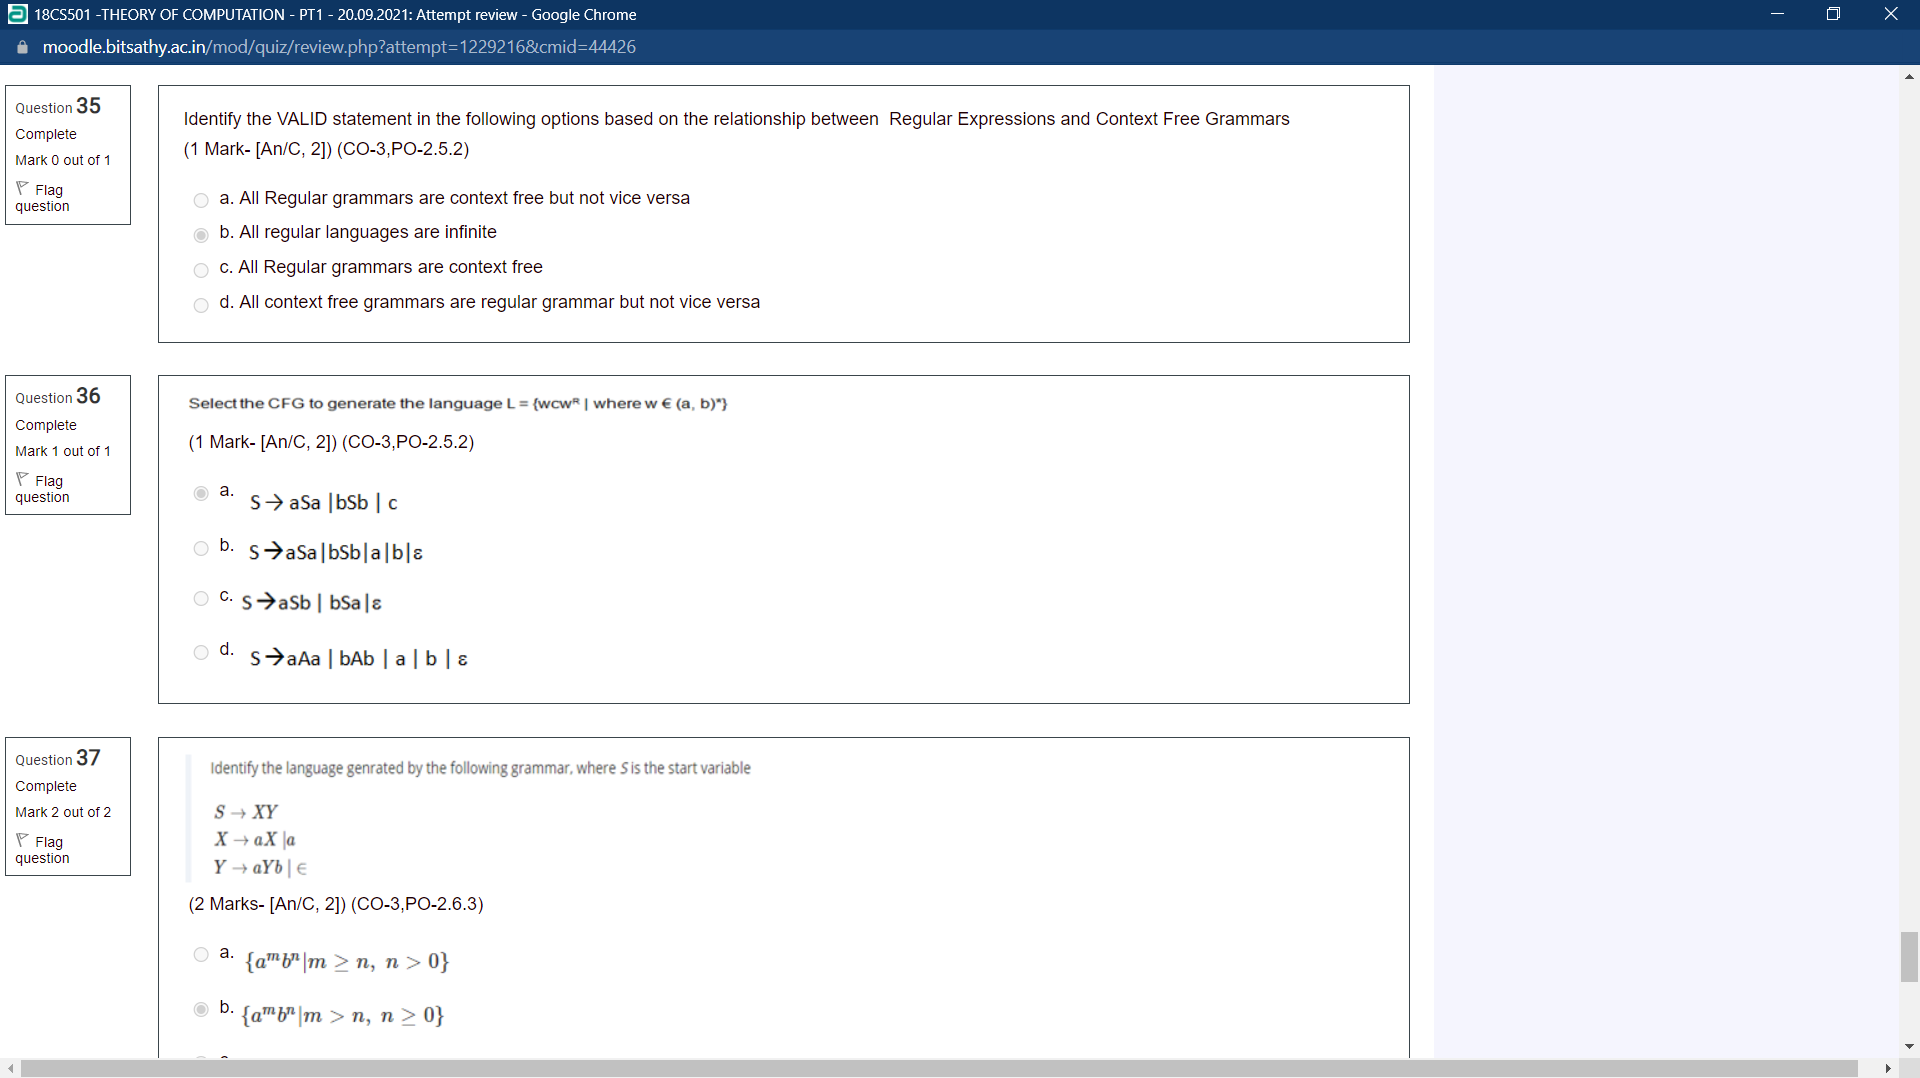 18CS501 -THEORY OF COMPUTATION - PT1 - 20.09.2021: Attempt review - Google Chrome
moodle.bitsathy.ac.in/mod/quiz/review.php?attempt=1229216&cmid=44426
Question 35
Complete
Mark 0 out of 1
Flag
question
Identify the VALID statement in the following options based on the relationship between  Regular Expressions and Context Free Grammars
(1 Mark- [An/C, 2]) (CO-3,PO-2.5.2)
a. All Regular grammars are context free but not vice versa
b. All regular languages are infinite
c. All Regular grammars are context free
d. All context free grammars are regular grammar but not vice versa
Question 36
Complete
Mark 1 out of 1
Flag
question
Select the CFG to generate the language L = {wcwᴿ | where w € (a, b)*}
(1 Mark- [An/C, 2]) (CO-3,PO-2.5.2)
a. S → aSa |bSb | c
b. S→aSa|bSb|a|b|ε
c. S→aSb | bSa|ε
d. S→aAa | bAb | a | b | ε
Question 37
Complete
Mark 2 out of 2
Flag
question
Identify the language genrated by the following grammar, where S is the start variable
S → XY
X → aX |a
Y → aYb | ∈
(2 Marks- [An/C, 2]) (CO-3,PO-2.6.3)
a. {aᵐbⁿ|m ≥ n, n > 0}
b. {aᵐbⁿ|m > n, n ≥ 0}